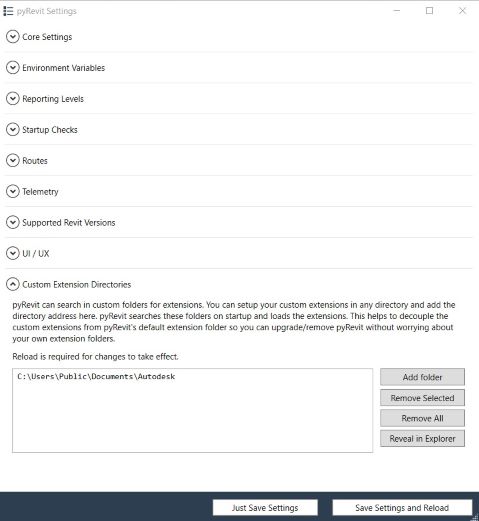 pyRevit Settings
Core Settings
Environment Variables
Reporting Levels
Startup Checks
Routes
Telemetry
Supported Revit Versions
UI / UX
Custom Extension Directories
pyRevit can search in custom folders for extensions. You can setup your custom extensions in any directory and add the
directory address here. pyRevit searches these folders on startup and loads the extensions. This helps to decouple the
custom extensions from pyRevit's default extension folder so you can upgrade/remove pyRevit without worrying about
your own extension folders.
Reload is required for changes to take effect.
C:\Users\Public\Documents\Autodesk
Add folder
Remove Selected
Remove All
Reveal in Explorer
Just Save Settings
Save Settings and Reload